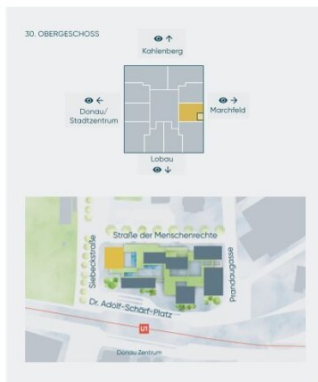 30. OBERGESCHOSS
Kahlenberg
Donau/
Stadtzentrum
Marchfeld
Lobau
Straße der Menschenrechte
Siebeckstraße
Prandaugasse
Dr. Adolf-Schärf-Platz
U1
Donau Zentrum